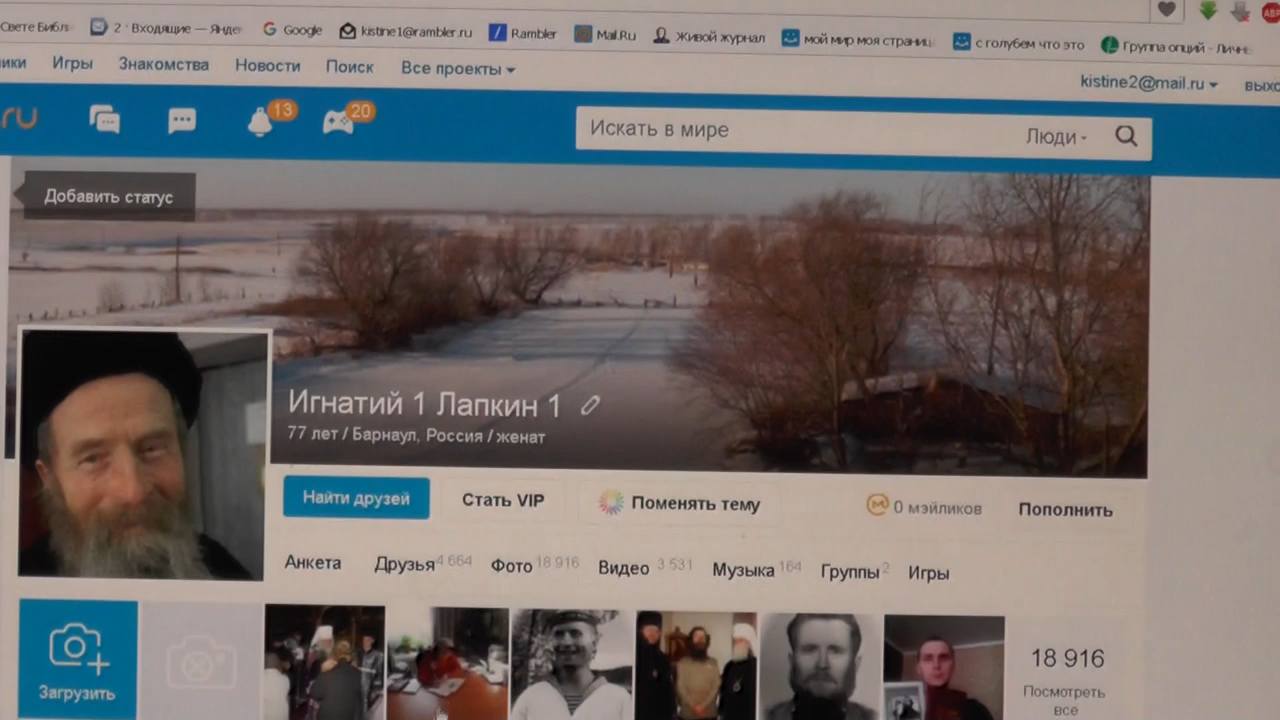 Свете Библ
2 · Входящие — Янде
Google
kistine1@rambler.ru
Rambler
Mail.Ru
Живой журнал
мой мир моя страниц
с голубем что это
Группа опций - Личн
ики Игры Знакомства Новости Поиск Все проекты
kistine2@mail.ru
выхо
ru
13
20
Искать в мире
Люди
Добавить статус
Игнатий 1 Лапкин 1
77 лет / Барнаул, Россия / женат
Найти друзей
Стать VIP
Поменять тему
0 мэйликов
Пополнить
Анкета Друзья 4 664 Фото 18 916 Видео 3 531 Музыка 164 Группы 2 Игры
Загрузить
18 916
Посмотреть
все